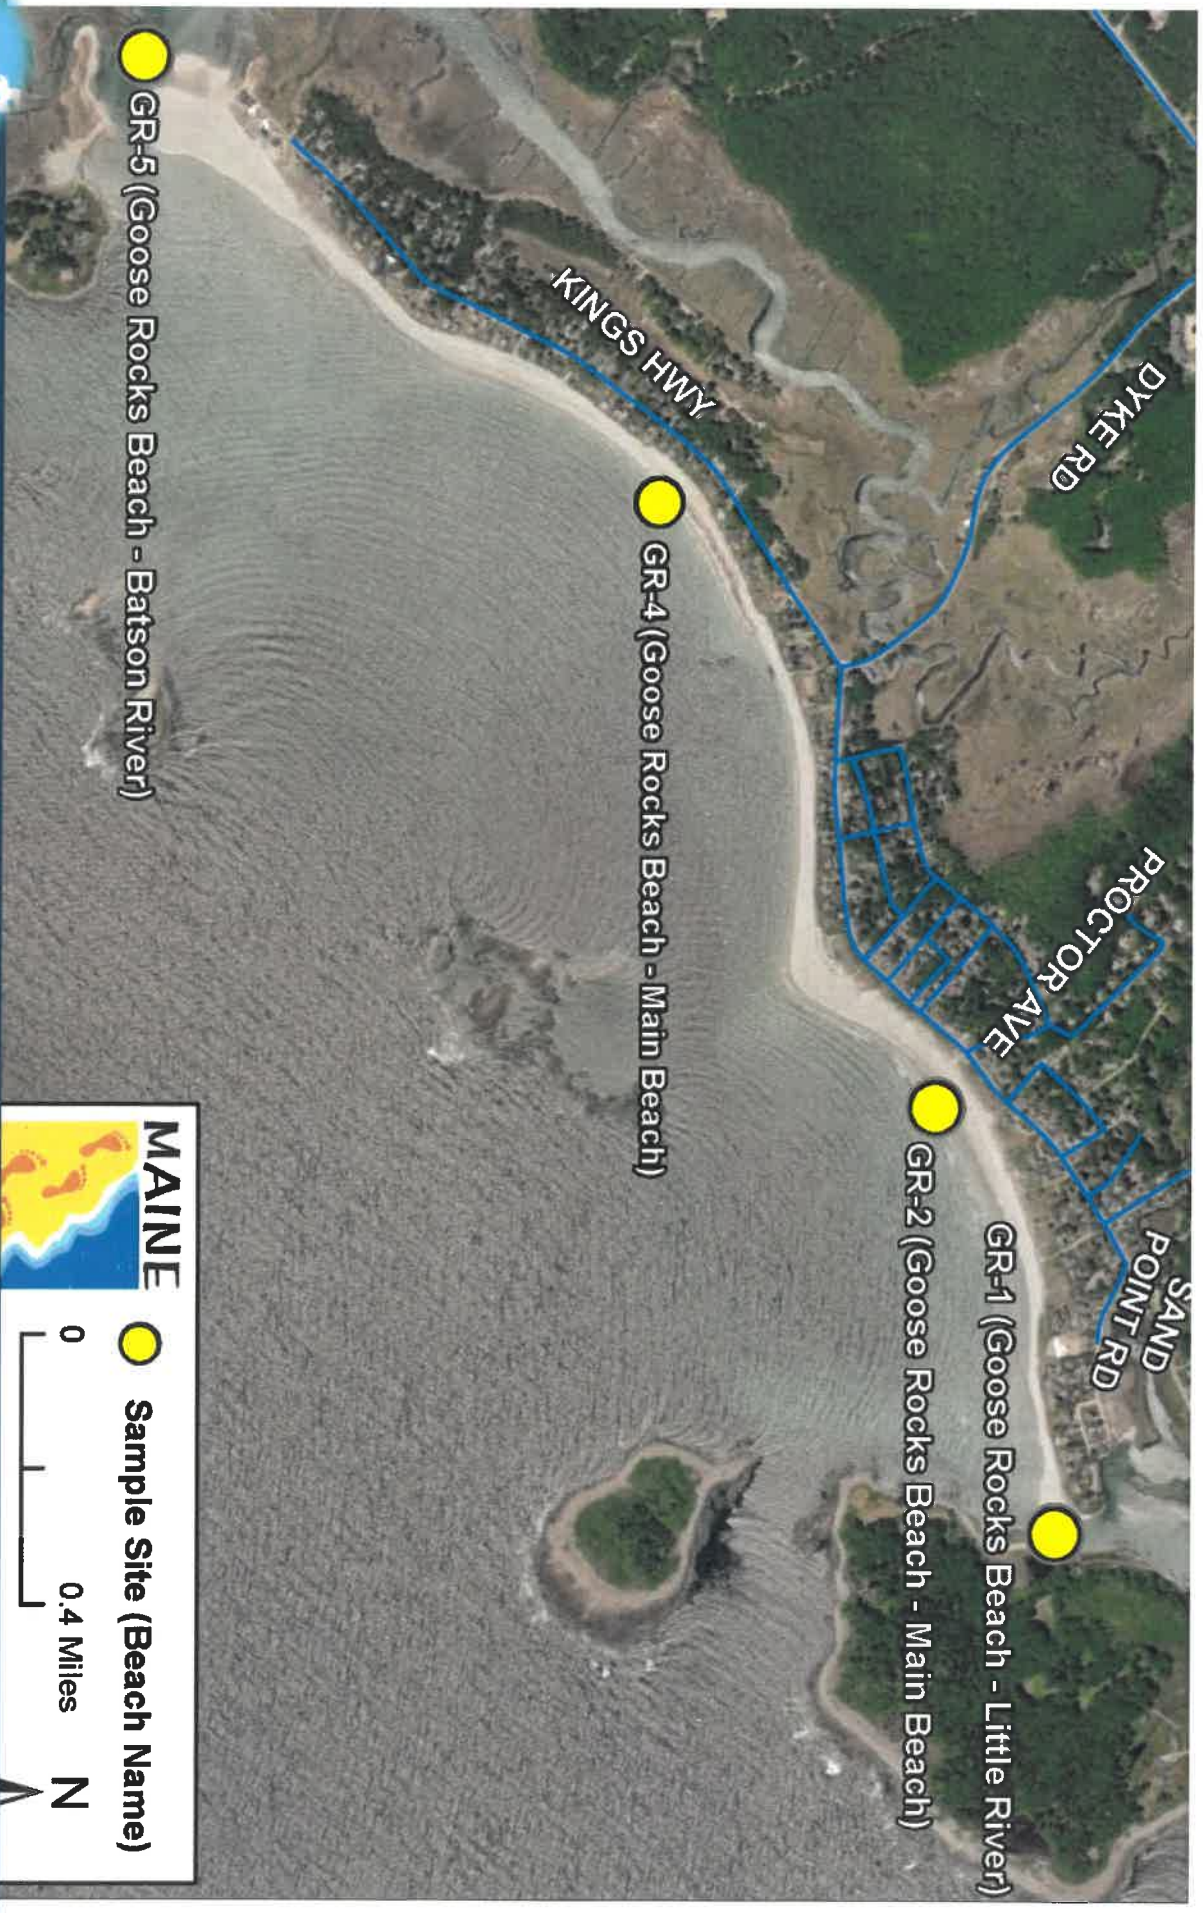 DYKE RD
KINGS HWY
PROCTOR AVE
SAND
POINT RD
GR-1 (Goose Rocks Beach - Little River)
GR-2 (Goose Rocks Beach - Main Beach)
GR-4 (Goose Rocks Beach - Main Beach)
GR-5 (Goose Rocks Beach - Batson River)
MAINE
Sample Site (Beach Name)
0 0.4 Miles
N